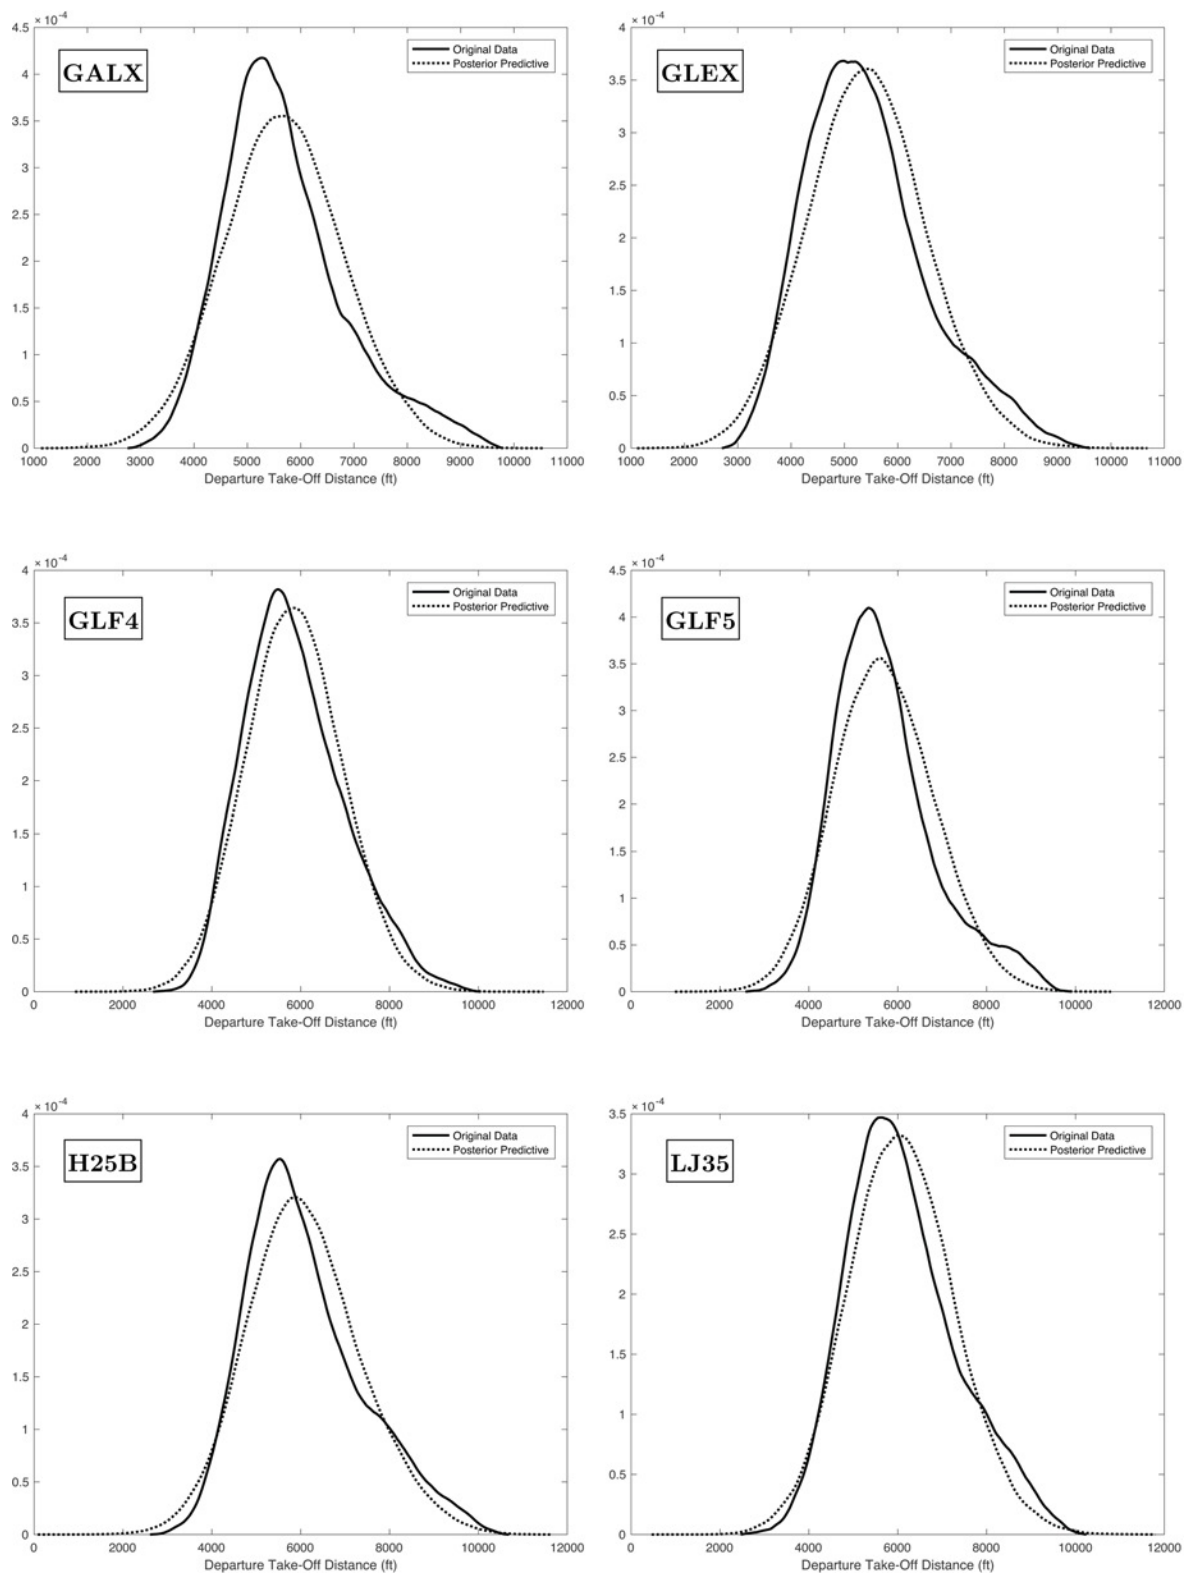 × 10-4
4.5
4
3.5
3
2.5
2
1.5
1
0.5
0
1000 2000 3000 4000 5000 6000 7000 8000 9000 10000 11000
Departure Take-Off Distance (ft)
GALX
Original Data
Posterior Predictive
× 10-4
4
3.5
3
2.5
2
1.5
1
0.5
0
1000 2000 3000 4000 5000 6000 7000 8000 9000 10000 11000
Departure Take-Off Distance (ft)
GLEX
Original Data
Posterior Predictive
× 10-4
4
3.5
3
2.5
2
1.5
1
0.5
0
0 2000 4000 6000 8000 10000 12000
Departure Take-Off Distance (ft)
GLF4
Original Data
Posterior Predictive
× 10-4
4.5
4
3.5
3
2.5
2
1.5
1
0.5
0
0 2000 4000 6000 8000 10000 12000
Departure Take-Off Distance (ft)
GLF5
Original Data
Posterior Predictive
× 10-4
4
3.5
3
2.5
2
1.5
1
0.5
0
0 2000 4000 6000 8000 10000 12000
Departure Take-Off Distance (ft)
H25B
Original Data
Posterior Predictive
× 10-4
3.5
3
2.5
2
1.5
1
0.5
0
0 2000 4000 6000 8000 10000 12000
Departure Take-Off Distance (ft)
LJ35
Original Data
Posterior Predictive